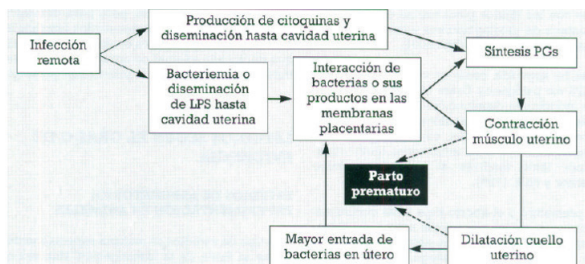 Producción de citoquinas y
diseminación hasta cavidad uterina
Infección
remota
Síntesis PGs
Bacteriemia o
diseminación
de LPS hasta
cavidad uterina
Interacción de
bacterias o sus
productos en las
membranas
placentarias
Contracción
músculo uterino
Parto
prematuro
Mayor entrada de
bacterias en útero
Dilatación cuello
uterino